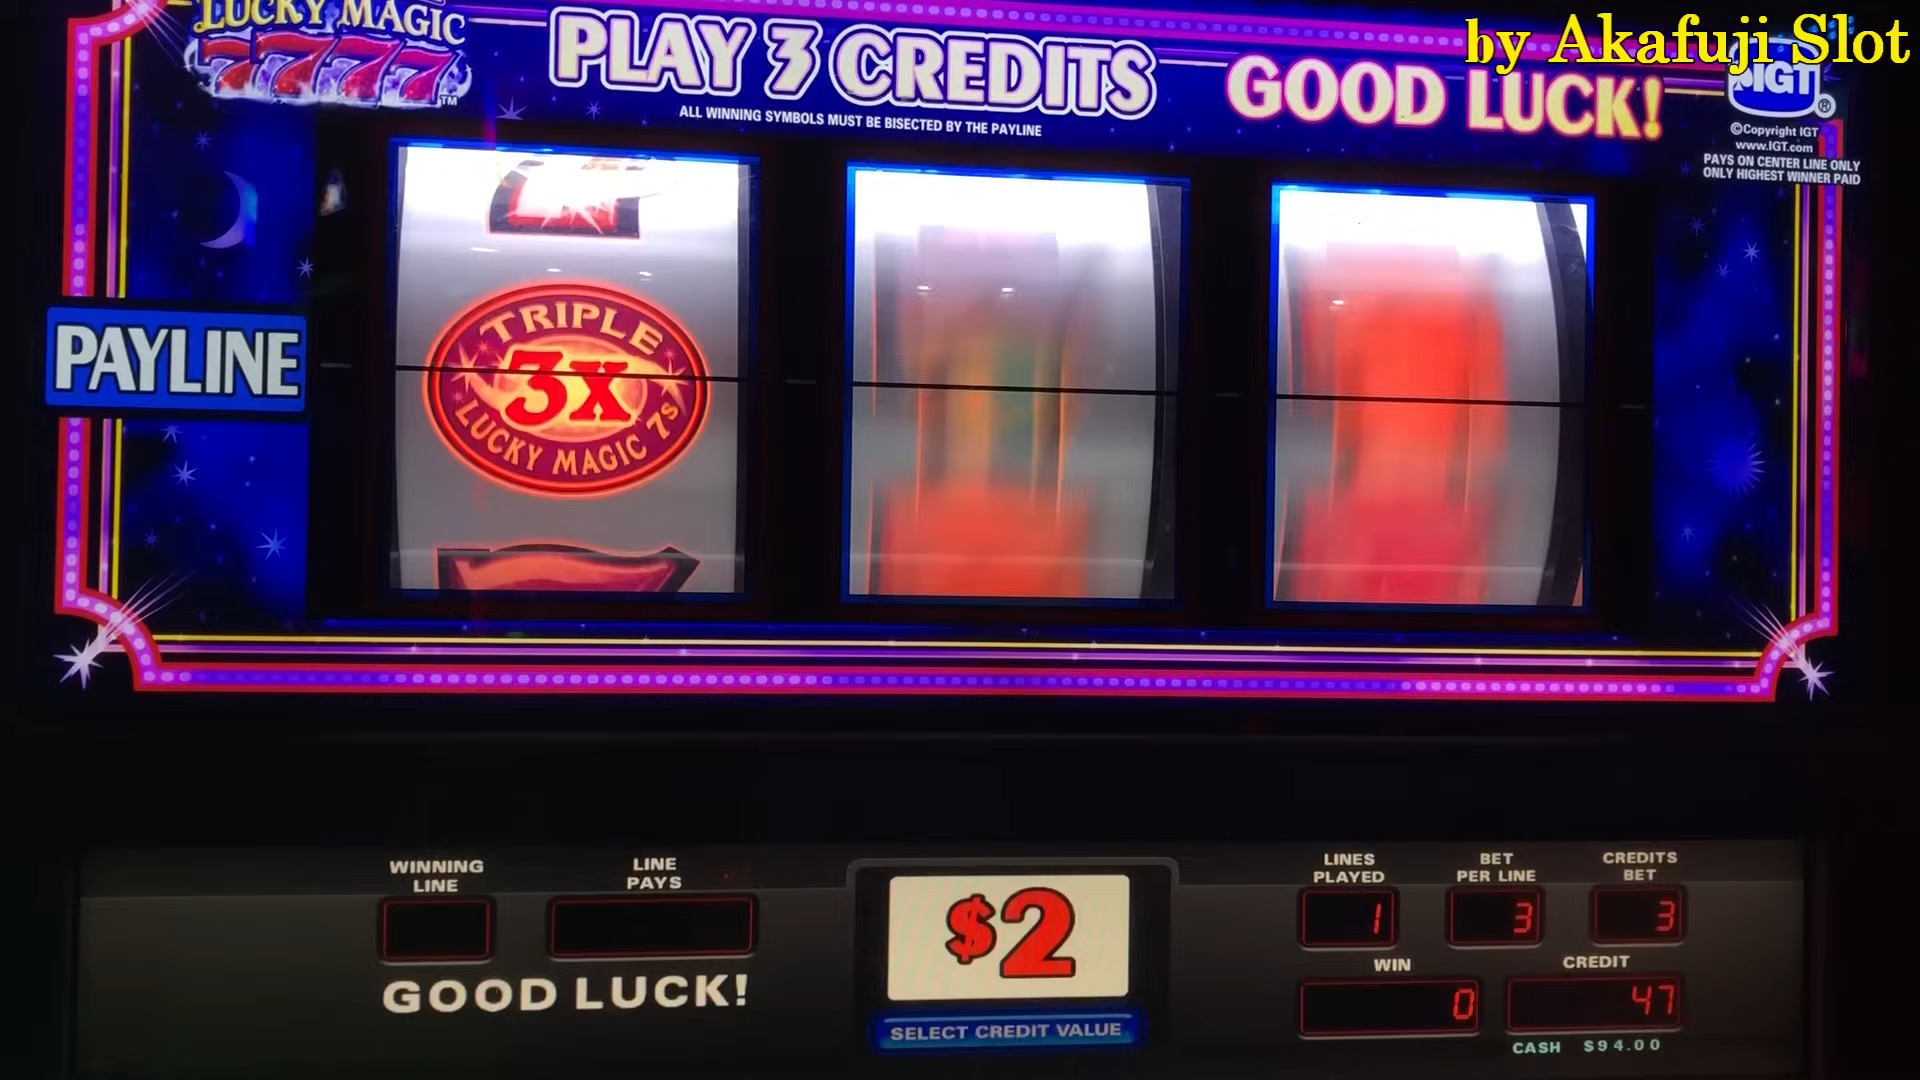 by Akafuji Slot
LUCKY MAGIC
7777™
PLAY 3 CREDITS
GOOD LUCK!
ALL WINNING SYMBOLS MUST BE BISECTED BY THE PAYLINE
IGT®
©Copyright IGT
www.IGT.com
PAYS ON CENTER LINE ONLY
ONLY HIGHEST WINNER PAID
PAYLINE
TRIPLE
3X
LUCKY MAGIC 7s
WINNING
LINE
LINE
PAYS
GOOD LUCK!
$2
SELECT CREDIT VALUE
LINES
PLAYED
1
BET
PER LINE
3
CREDITS
BET
3
WIN
0
CREDIT
47
CASH $94.00